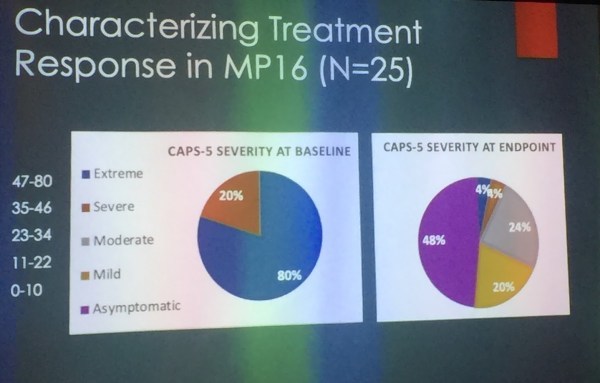 Characterizing Treatment
Response in MP16 (N=25)
CAPS-5 SEVERITY AT BASELINE
47-80
35-46
23-34
11-22
0-10
Extreme
Severe
Moderate
Mild
Asymptomatic
20%
80%
CAPS-5 SEVERITY AT ENDPOINT
4%
4%
24%
48%
20%